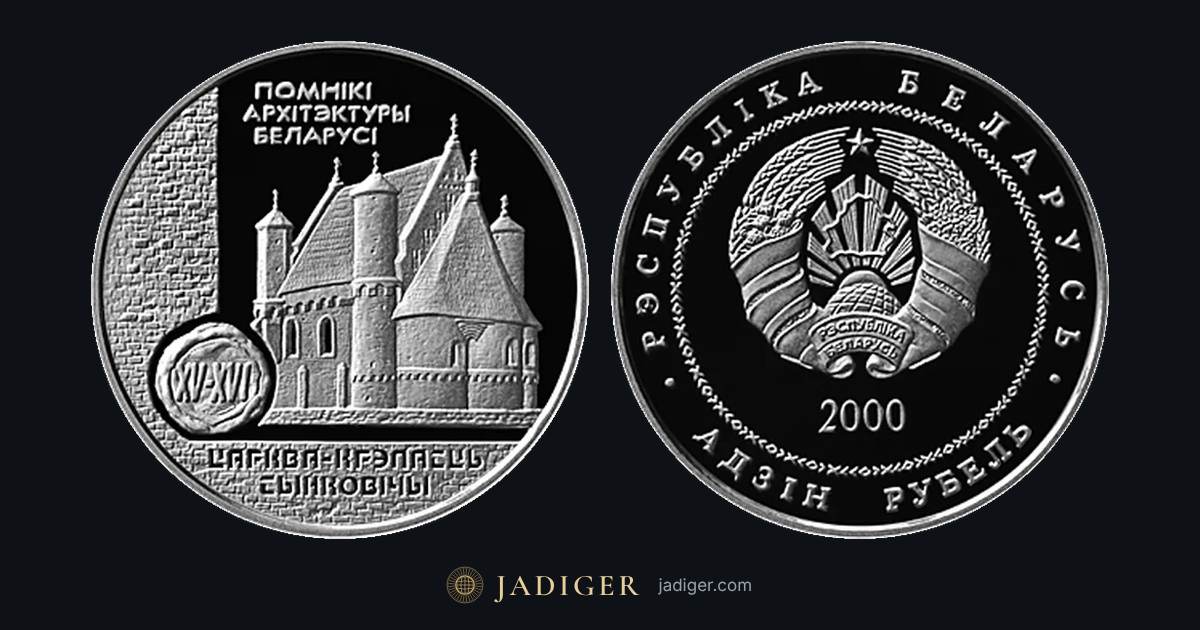 ПОМНІКІ
АРХІТЭКТУРЫ
БЕЛАРУСІ
XV-XVI
ЦАРКВА-КРЭПАСЦЬ
СЫНКОВІЧЫ
РЭСПУБЛІКА БЕЛАРУСЬ
РЭСПУБЛІКА
БЕЛАРУСЬ
2000
АДЗІН РУБЕЛЬ
JADIGER jadiger.com